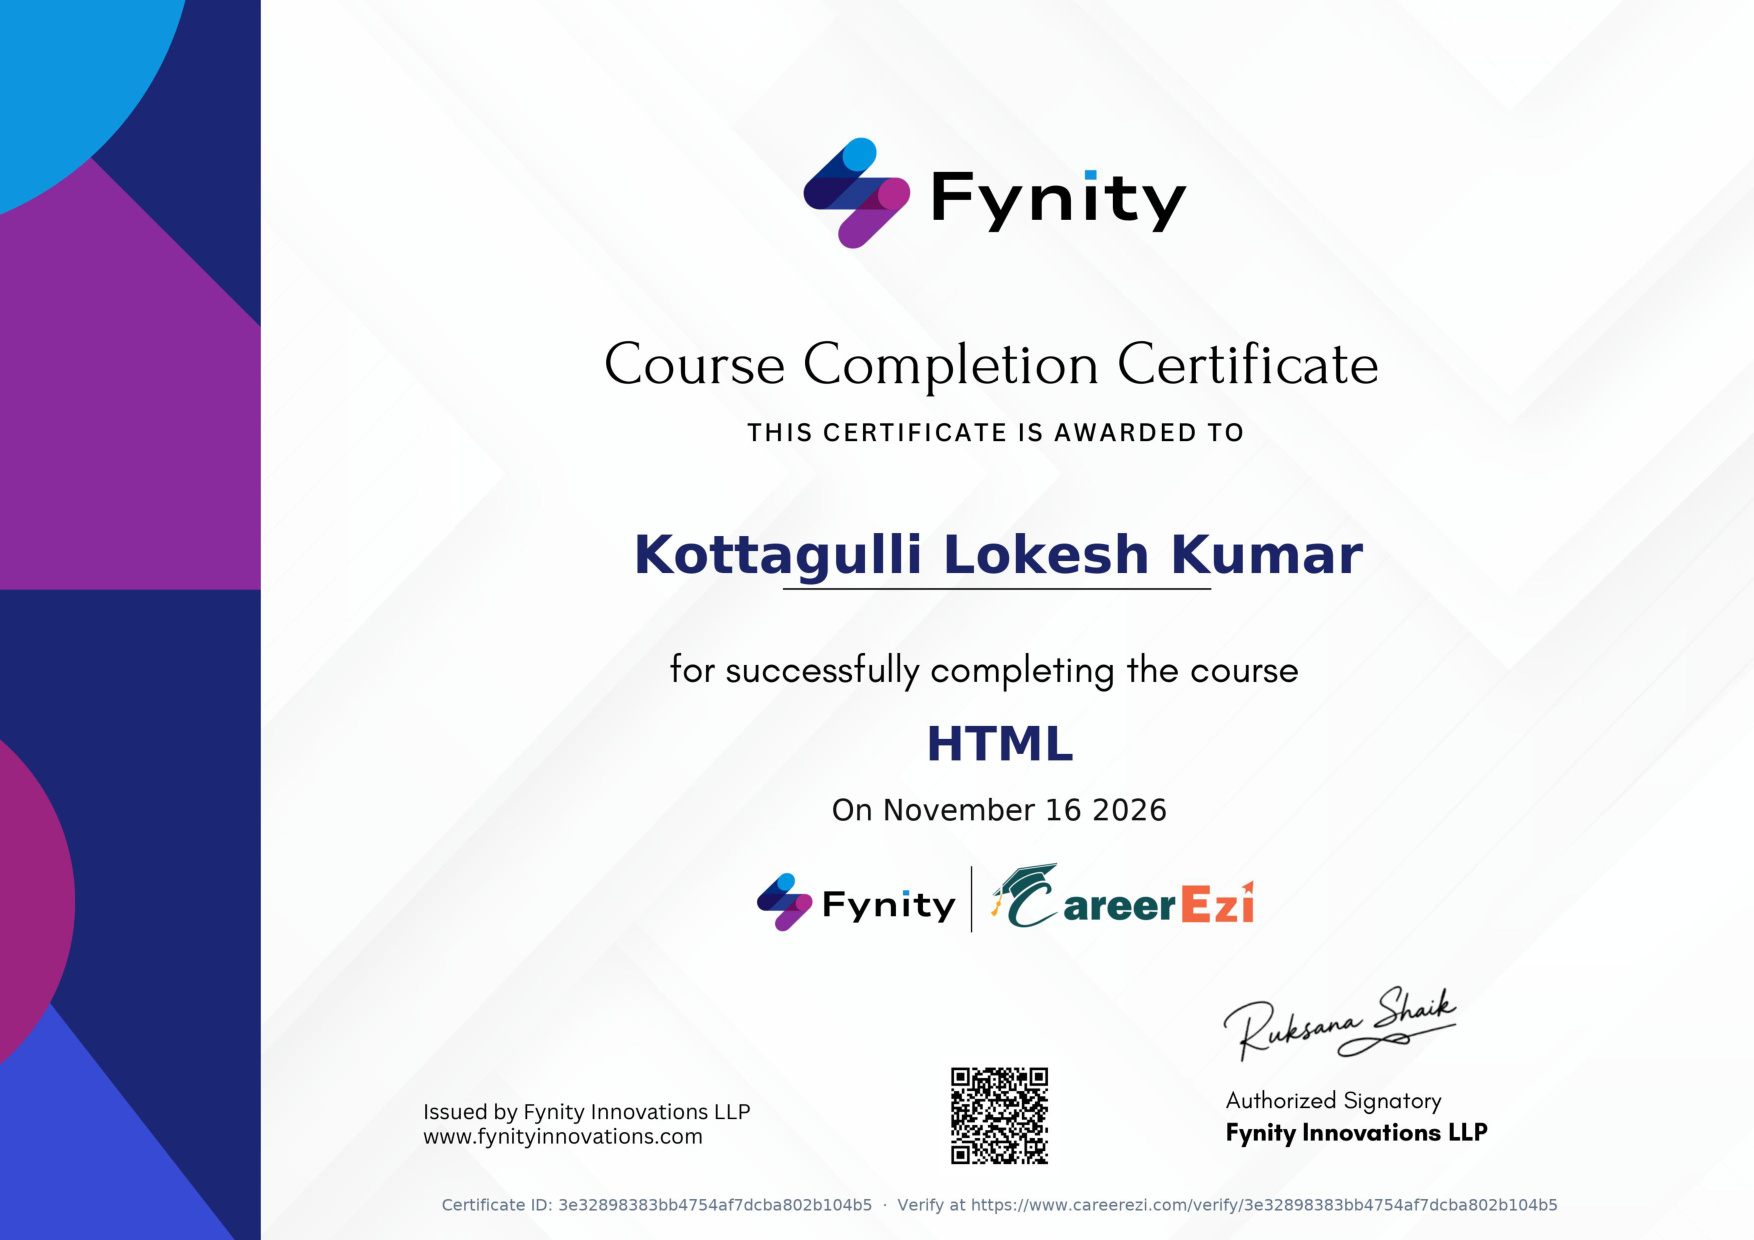 Fynity
Course Completion Certificate
THIS CERTIFICATE IS AWARDED TO
Kottagulli Lokesh Kumar
for successfully completing the course
HTML
On November 16 2026
Fynity | CareerEzi
Ruksana Shaik
Issued by Fynity Innovations LLP
www.fynityinnovations.com
Authorized Signatory
Fynity Innovations LLP
Certificate ID: 3e32898383bb4754af7dcba802b104b5 · Verify at https://www.careerezi.com/verify/3e32898383bb4754af7dcba802b104b5